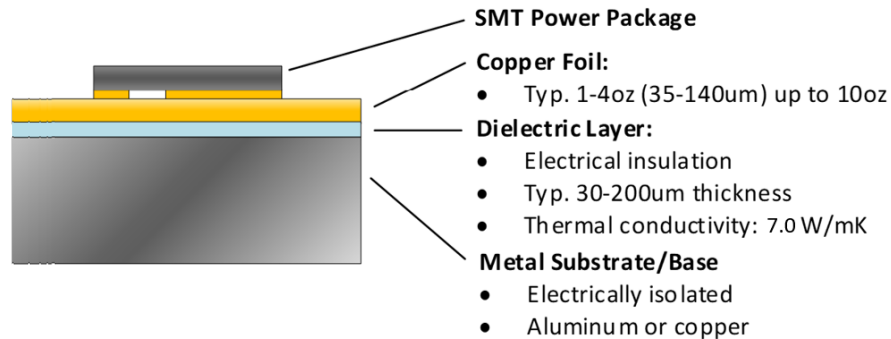 SMT Power Package
Copper Foil:
• Typ. 1-4oz (35-140um) up to 10oz
Dielectric Layer:
• Electrical insulation
• Typ. 30-200um thickness
• Thermal conductivity: 7.0 W/mK
Metal Substrate/Base
• Electrically isolated
• Aluminum or copper